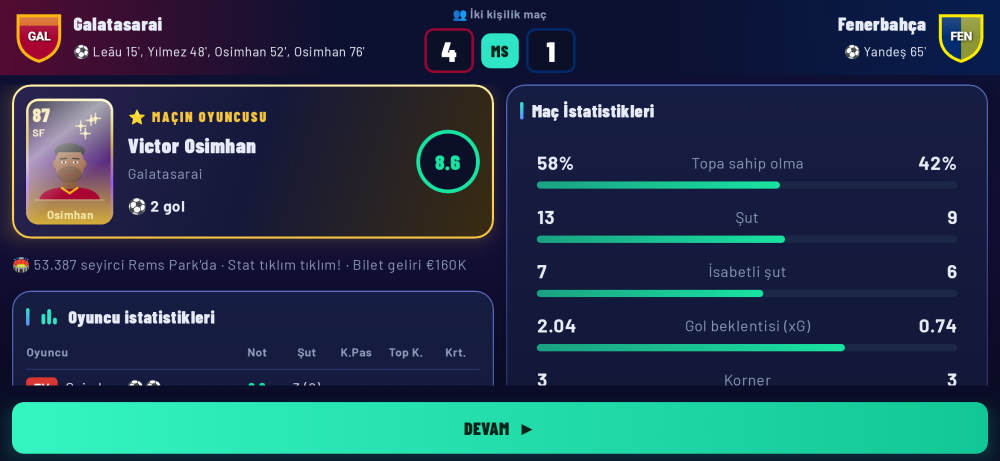 GAL
Galatasarai
⚽ Leãu 15', Yılmez 48', Osimhan 52', Osimhan 76'
👥 İki kişilik maç
4 MS 1
Fenerbahça
⚽ Yandeş 65'
FEN
87
SF
Osimhan
⭐ MAÇIN OYUNCUSU
Victor Osimhan
Galatasarai
⚽ 2 gol
8.6
53.387 seyirci Rems Park'da · Stat tıklım tıklım! · Bilet geliri €160K
Oyuncu istatistikleri
Oyuncu Not Şut K.Pas Top K. Krt.
Maç İstatistikleri
58% Topa sahip olma 42%
13 Şut 9
7 İsabetli şut 6
2.04 Gol beklentisi (xG) 0.74
3 Korner 3
DEVAM ►